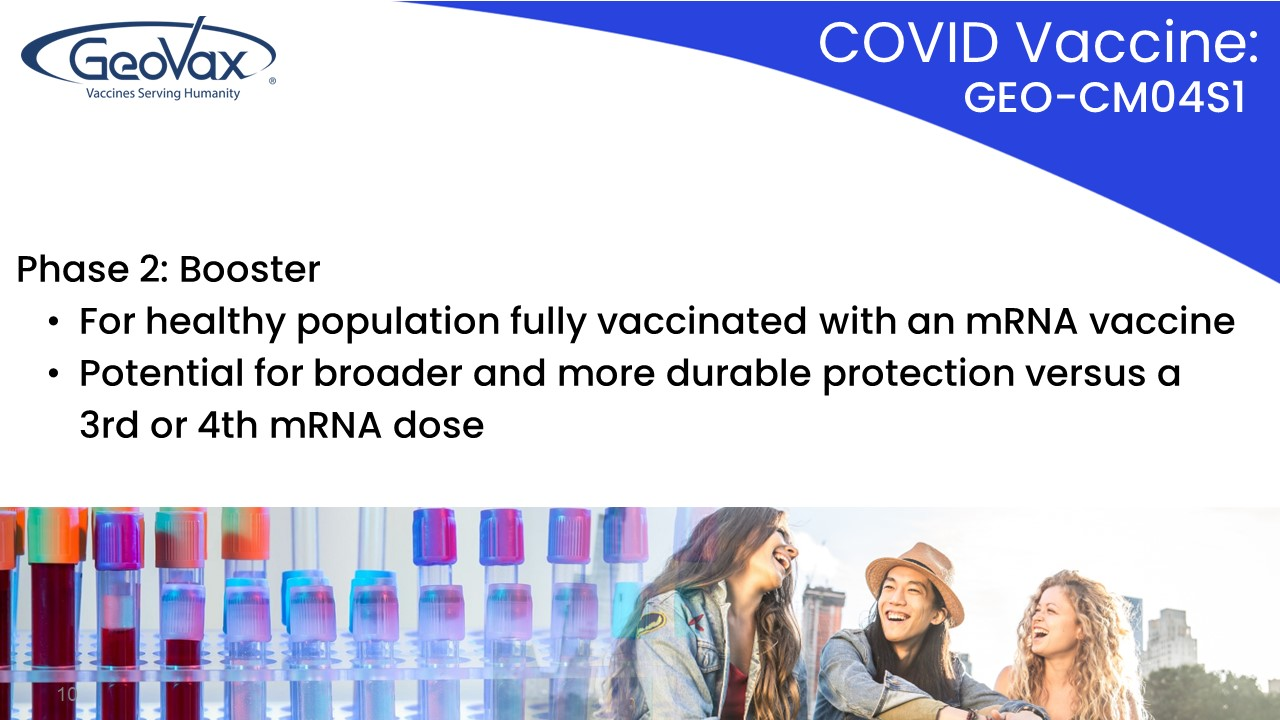 GeoVax®
Vaccines Serving Humanity
COVID Vaccine:
GEO-CM04S1
Phase 2: Booster
• For healthy population fully vaccinated with an mRNA vaccine
• Potential for broader and more durable protection versus a
3rd or 4th mRNA dose
10